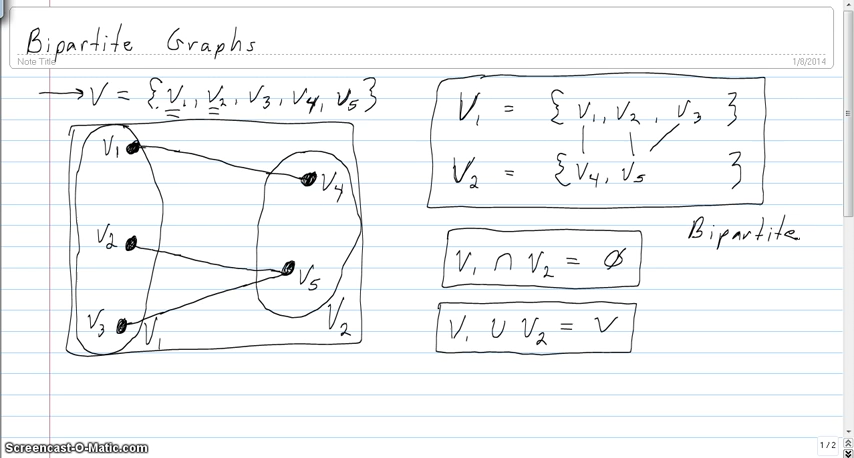 Bipartite Graphs
Note Title
1/8/2014
→ V = {v₁, v₂, v₃, v₄, v₅}
V₁ = {v₁, v₂, v₃ }
V₂ = {v₄, v₅ }
Bipartite
v₁
v₄
v₂
v₅
v₃
V₁
V₂
V₁ ∩ V₂ = ∅
V₁ ∪ V₂ = V
Screencast-O-Matic.com
1/2